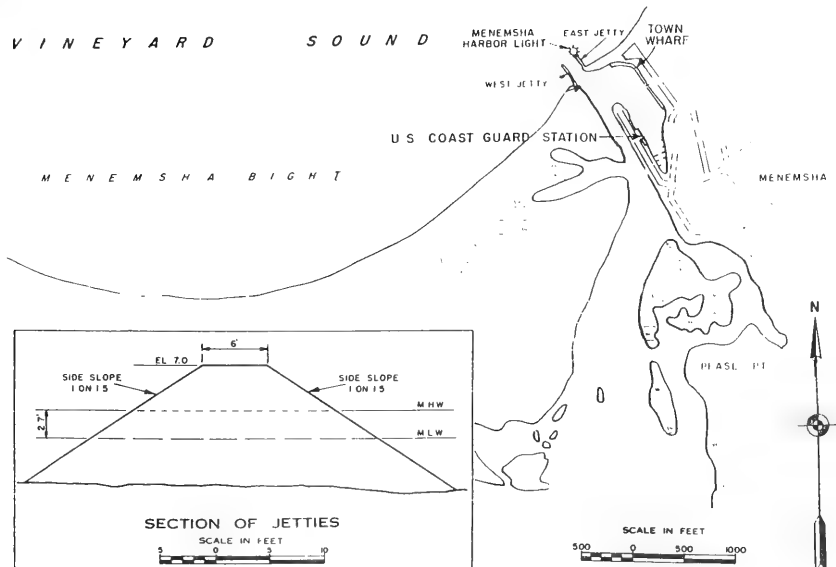 VINEYARD SOUND
MENEMSHA
HARBOR LIGHT
EAST JETTY
TOWN
WHARF
WEST JETTY
U S COAST GUARD STATION
MENEMSHA BIGHT
MENEMSHA
N
6'
EL 7.0
SIDE SLOPE
1 ON 1 5
SIDE SLOPE
1 ON 1 5
MHW
2.7'
MLW
PEASE PT
SECTION OF JETTIES
SCALE IN FEET
5 0 5 10
SCALE IN FEET
500 0 500 1000